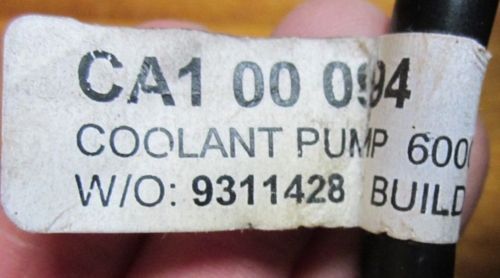 CA1 00 094
COOLANT PUMP 600
W/O: 9311428 BUILD